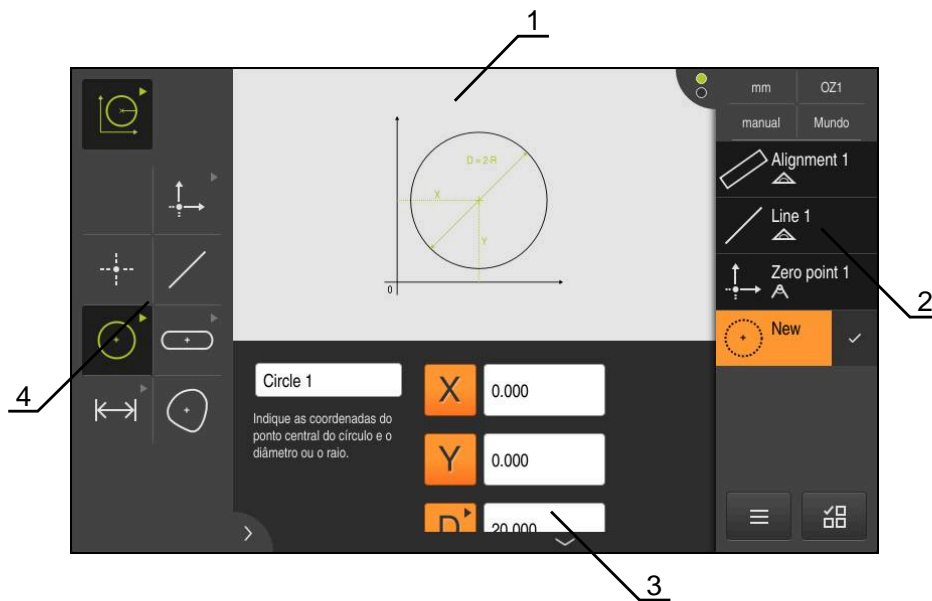 1
mm OZ1
manual Mundo
D = 2 R
X
Y
0
Alignment 1
Line 1
Zero point 1
New
2
4
Circle 1
Indique as coordenadas do
ponto central do círculo e o
diâmetro ou o raio.
X 0.000
Y 0.000
D 20.000
3